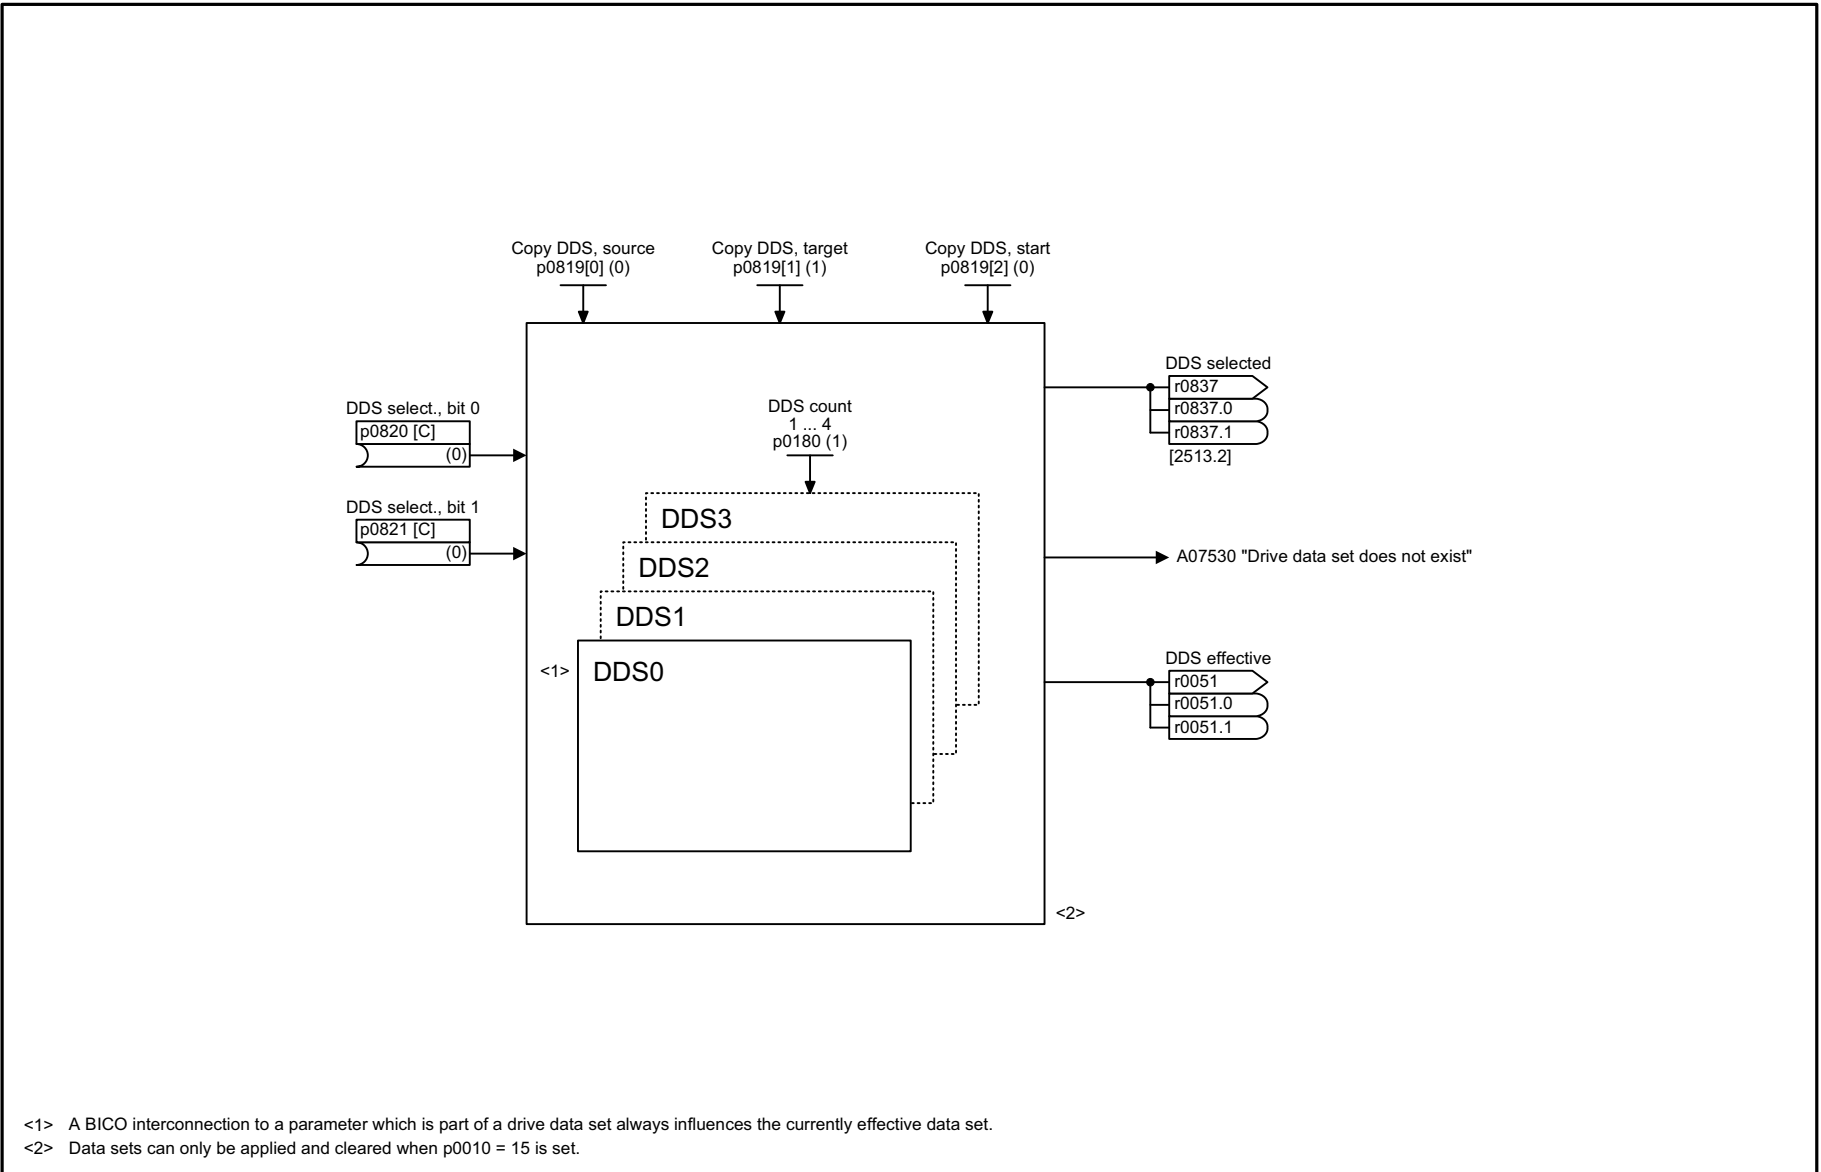 Copy DDS, source
p0819[0] (0)
Copy DDS, target
p0819[1] (1)
Copy DDS, start
p0819[2] (0)
DDS select., bit 0
p0820 [C]
(0)
DDS select., bit 1
p0821 [C]
(0)
DDS count
1 ... 4
p0180 (1)
DDS3
DDS2
DDS1
<1>
DDS0
DDS selected
r0837
r0837.0
r0837.1
[2513.2]
A07530 "Drive data set does not exist"
DDS effective
r0051
r0051.0
r0051.1
<2>
<1> A BICO interconnection to a parameter which is part of a drive data set always influences the currently effective data set.
<2> Data sets can only be applied and cleared when p0010 = 15 is set.